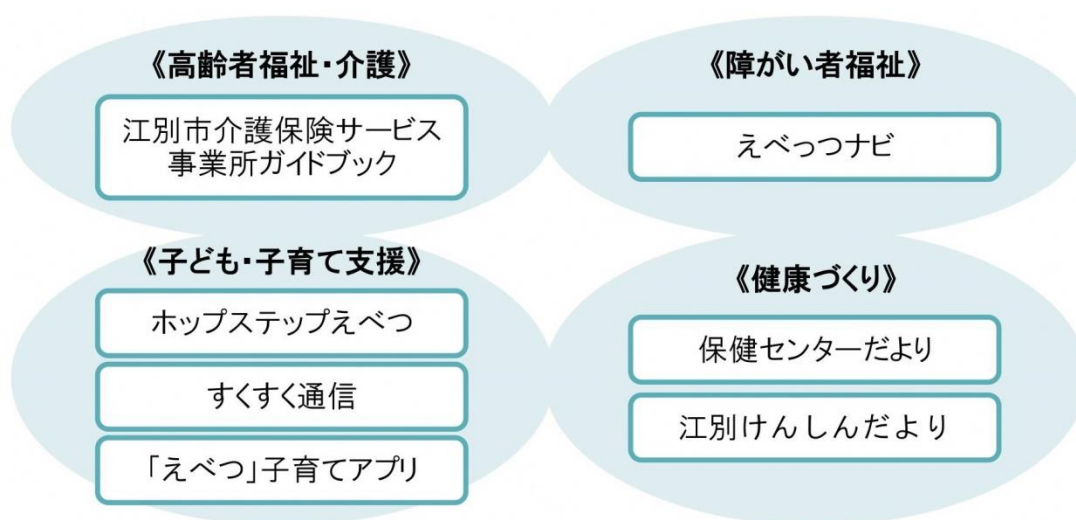 《高齢者福祉・介護》
江別市介護保険サービス
事業所ガイドブック
《障がい者福祉》
えべっつナビ
《子ども・子育て支援》
ホップステップえべつ
すくすく通信
「えべつ」子育てアプリ
《健康づくり》
保健センターだより
江別けんしんだより